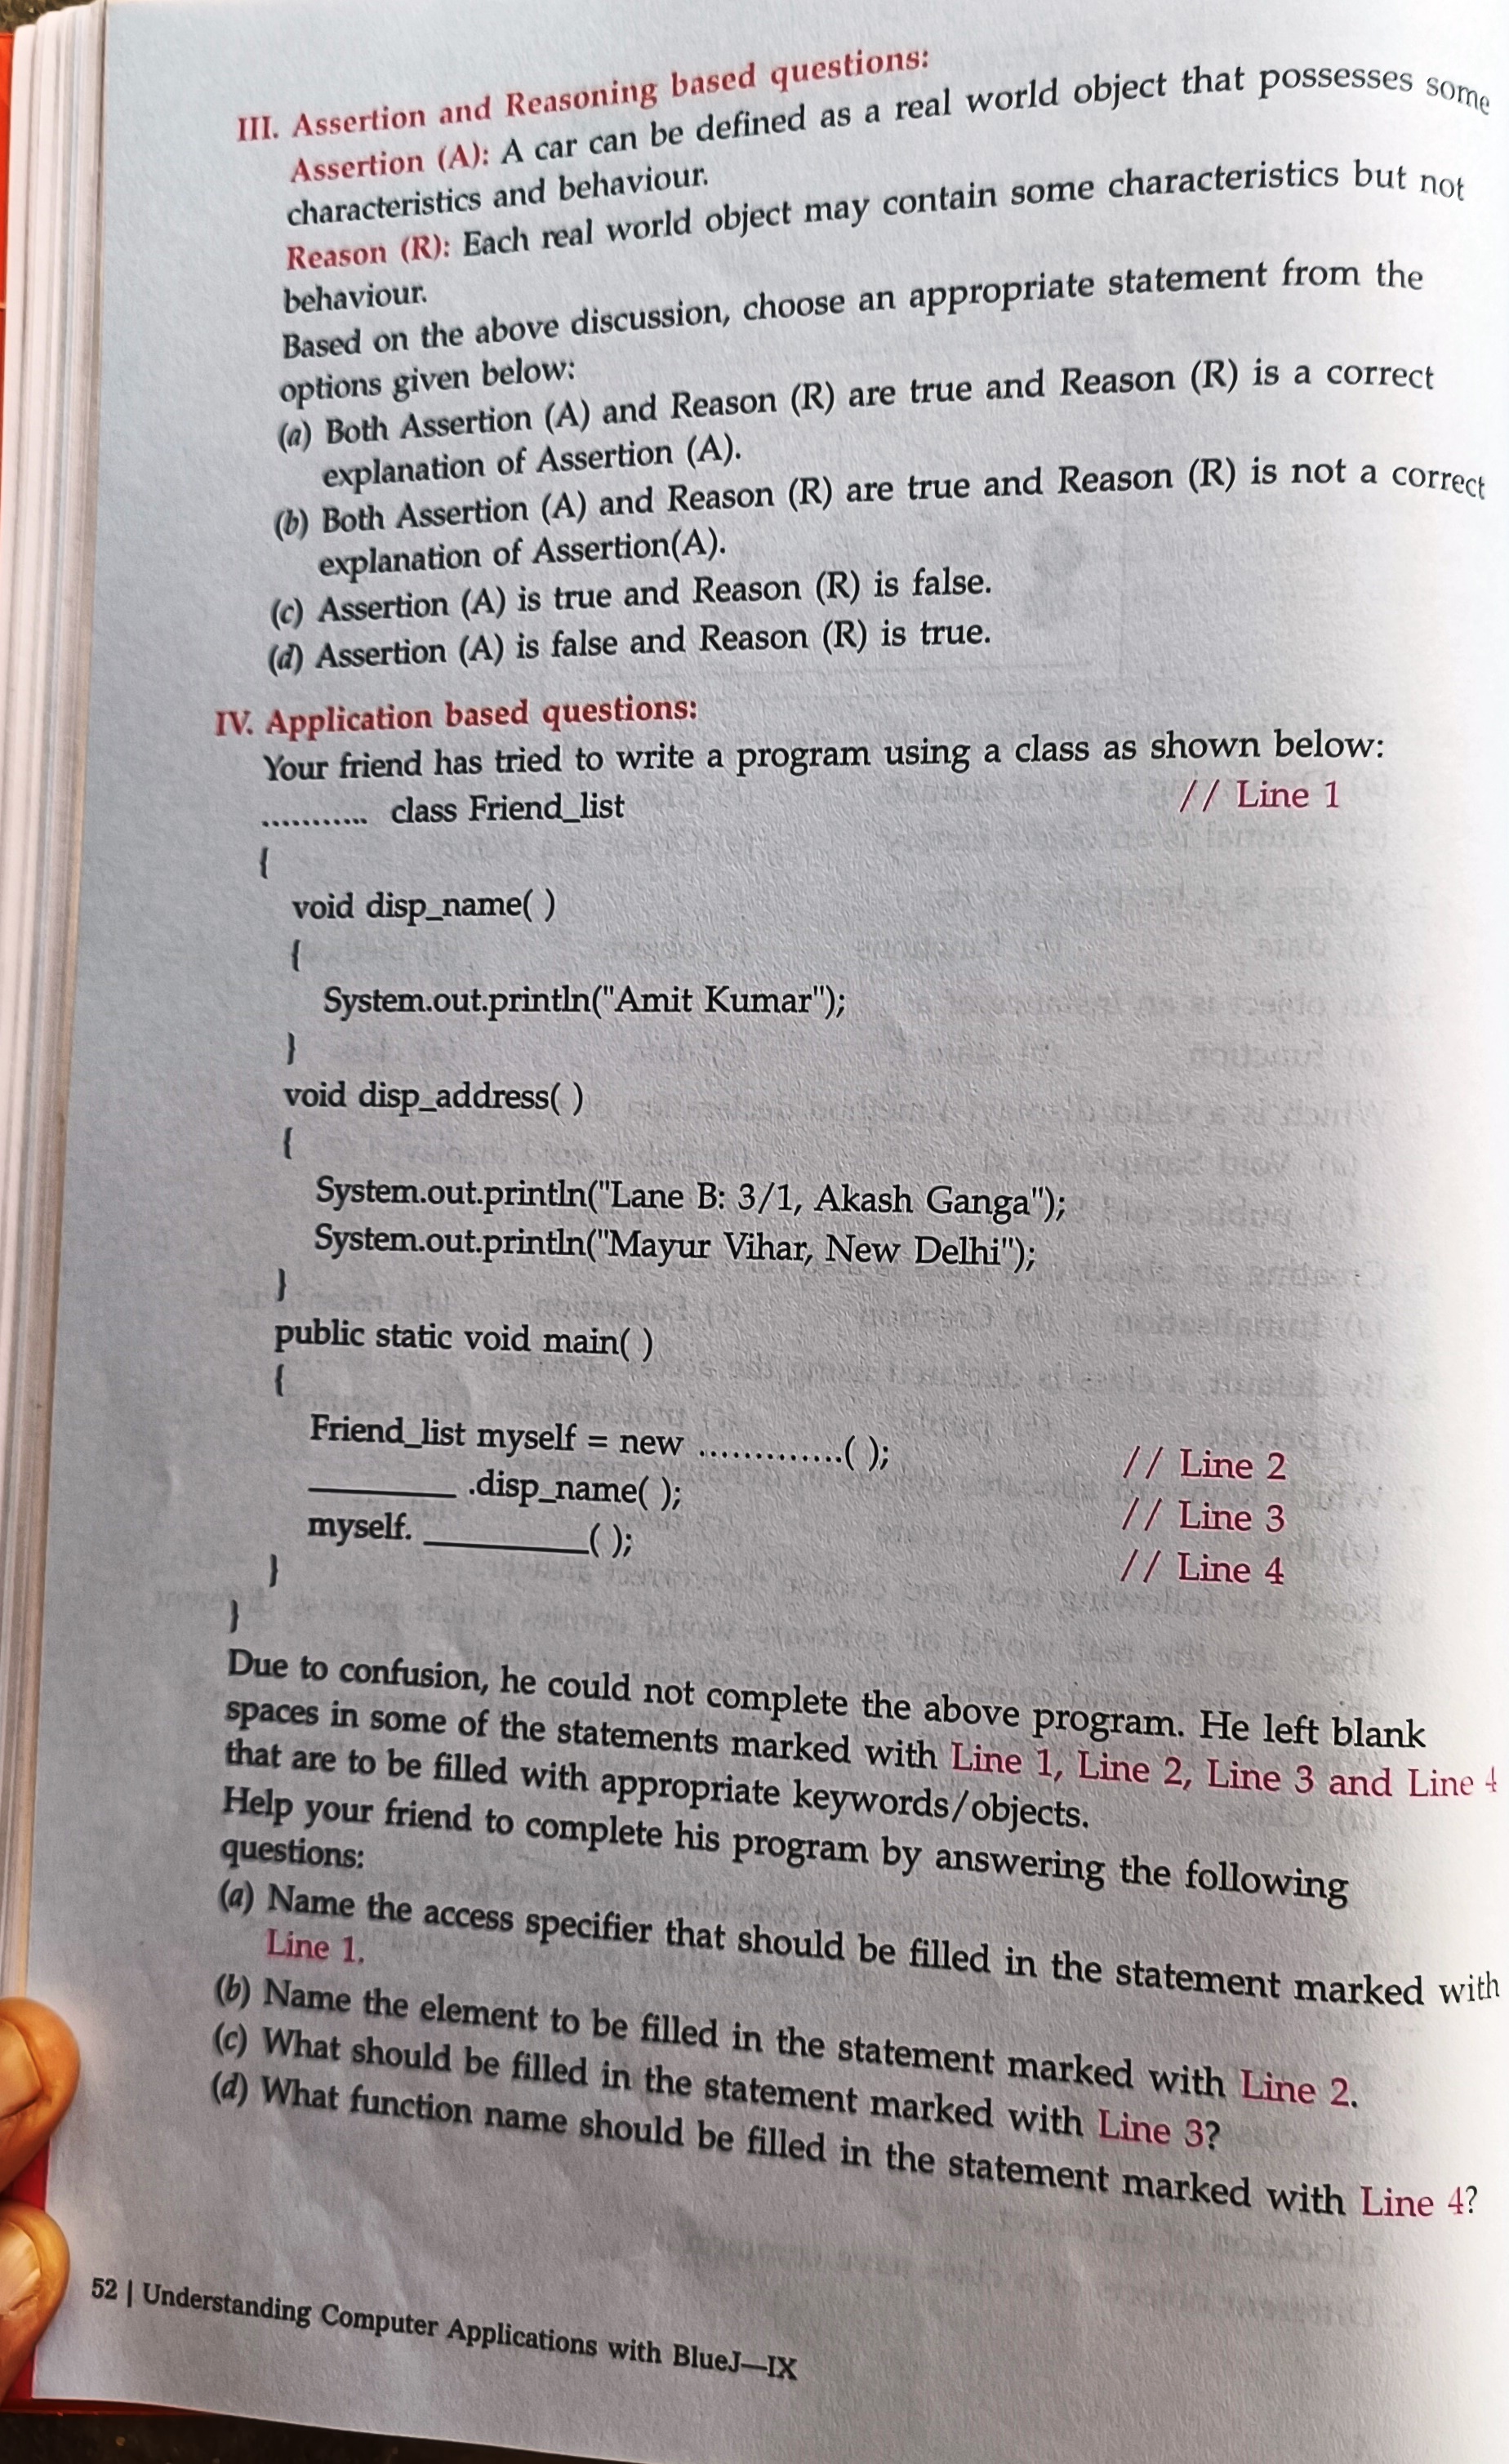 III. Assertion and Reasoning based questions:
Assertion (A): A car can be defined as a real world object that possesses some
characteristics and behaviour.
Reason (R): Each real world object may contain some characteristics but not
behaviour.
Based on the above discussion, choose an appropriate statement from the
options given below:
(a) Both Assertion (A) and Reason (R) are true and Reason (R) is a correct
explanation of Assertion (A).
(b) Both Assertion (A) and Reason (R) are true and Reason (R) is not a correct
explanation of Assertion(A).
(c) Assertion (A) is true and Reason (R) is false.
(d) Assertion (A) is false and Reason (R) is true.
IV. Application based questions:
Your friend has tried to write a program using a class as shown below:
........... class Friend_list // Line 1
{
void disp_name( )
{
System.out.println("Amit Kumar");
}
void disp_address( )
{
System.out.println("Lane B: 3/1, Akash Ganga");
System.out.println("Mayur Vihar, New Delhi");
}
public static void main( )
{
Friend_list myself = new .............( ); // Line 2
________ .disp_name( ); // Line 3
myself. _________( ); // Line 4
}
}
Due to confusion, he could not complete the above program. He left blank
spaces in some of the statements marked with Line 1, Line 2, Line 3 and Line 4
that are to be filled with appropriate keywords/objects.
Help your friend to complete his program by answering the following
questions:
(a) Name the access specifier that should be filled in the statement marked with
Line 1.
(b) Name the element to be filled in the statement marked with Line 2.
(c) What should be filled in the statement marked with Line 3?
(d) What function name should be filled in the statement marked with Line 4?
52 | Understanding Computer Applications with BlueJ—IX